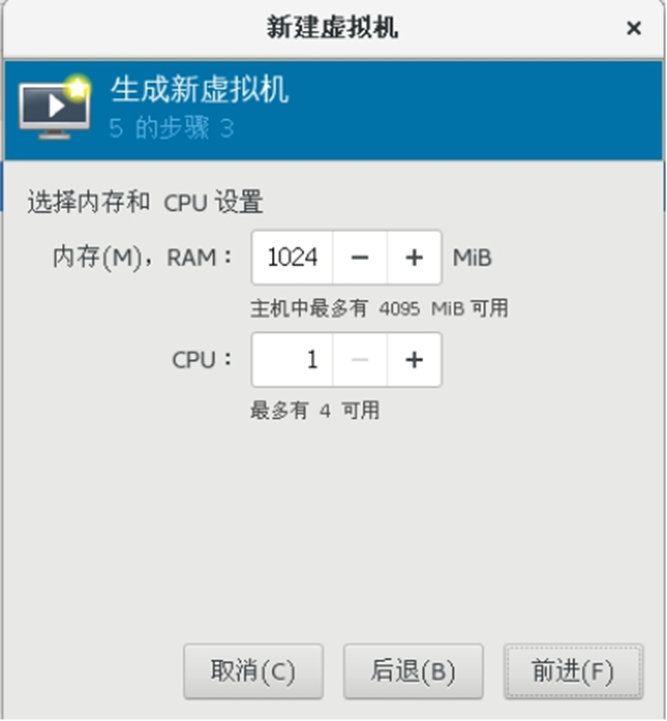 新建虚拟机 ×
生成新虚拟机
5 的步骤 3
选择内存和 CPU 设置
内存(M)，RAM： 1024 − + MiB
主机中最多有 4095 MiB 可用
CPU： 1 − +
最多有 4 可用
取消(C) 后退(B) 前进(F)